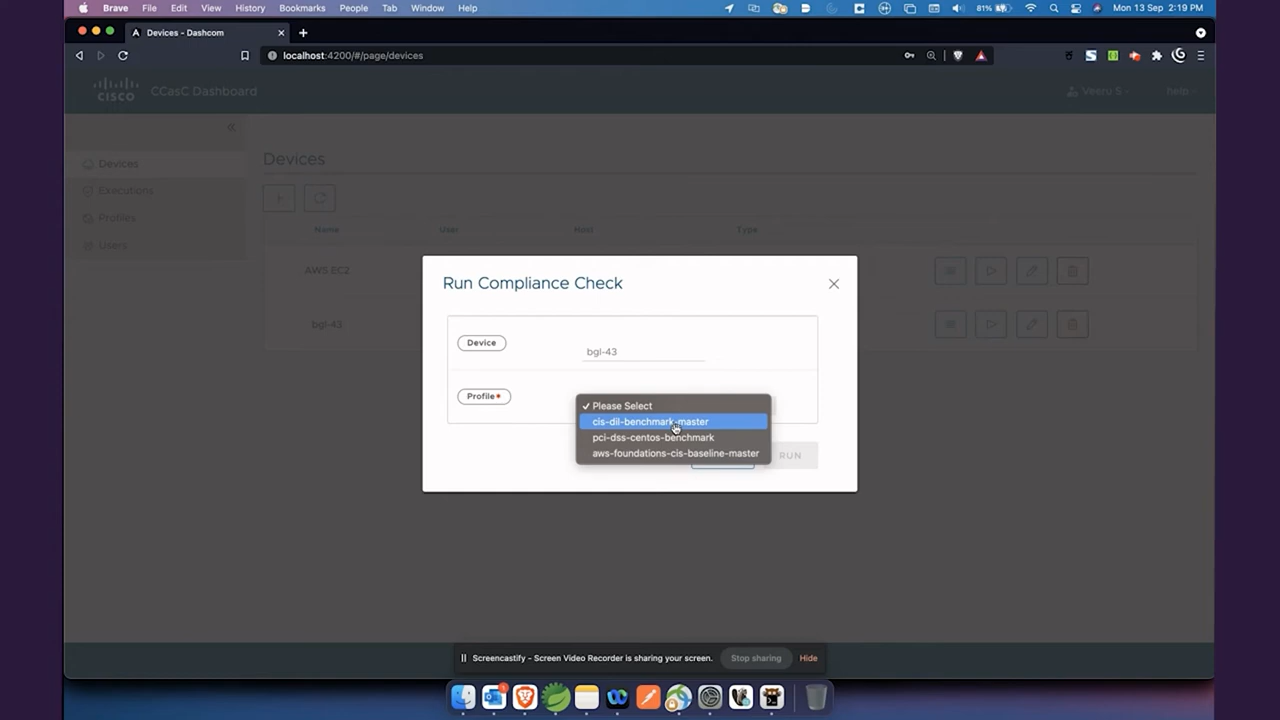 Brave File Edit View History Bookmarks People Tab Window Help 81% Mon 13 Sep 2:19 PM
Devices - Dashcom
localhost:4200/#/page/devices
CISCO CCasC Dashboard Veeru S help
Devices
Executions
Profiles
Users
Devices
Name User Host Type
AWS EC2
bgl-43
Run Compliance Check
Device bgl-43
Profile
Please Select
cis-dil-benchmark-master
pci-dss-centos-benchmark
aws-foundations-cis-baseline-master
RUN
Screencastify - Screen Video Recorder is sharing your screen. Stop sharing Hide